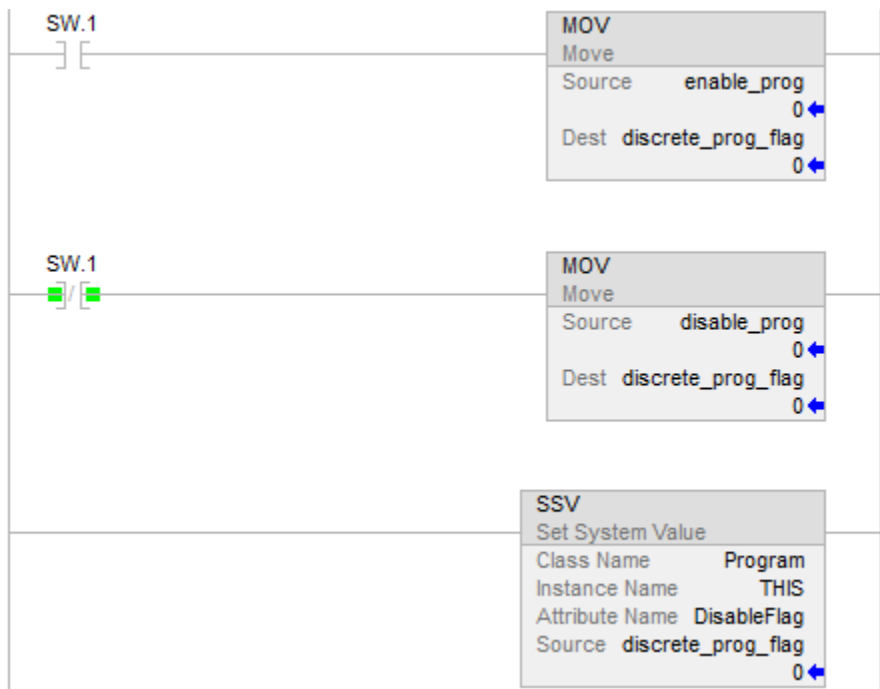 SW.1
MOV
Move
Source enable_prog
0
Dest discrete_prog_flag
0
SW.1
/
MOV
Move
Source disable_prog
0
Dest discrete_prog_flag
0
SSV
Set System Value
Class Name Program
Instance Name THIS
Attribute Name DisableFlag
Source discrete_prog_flag
0